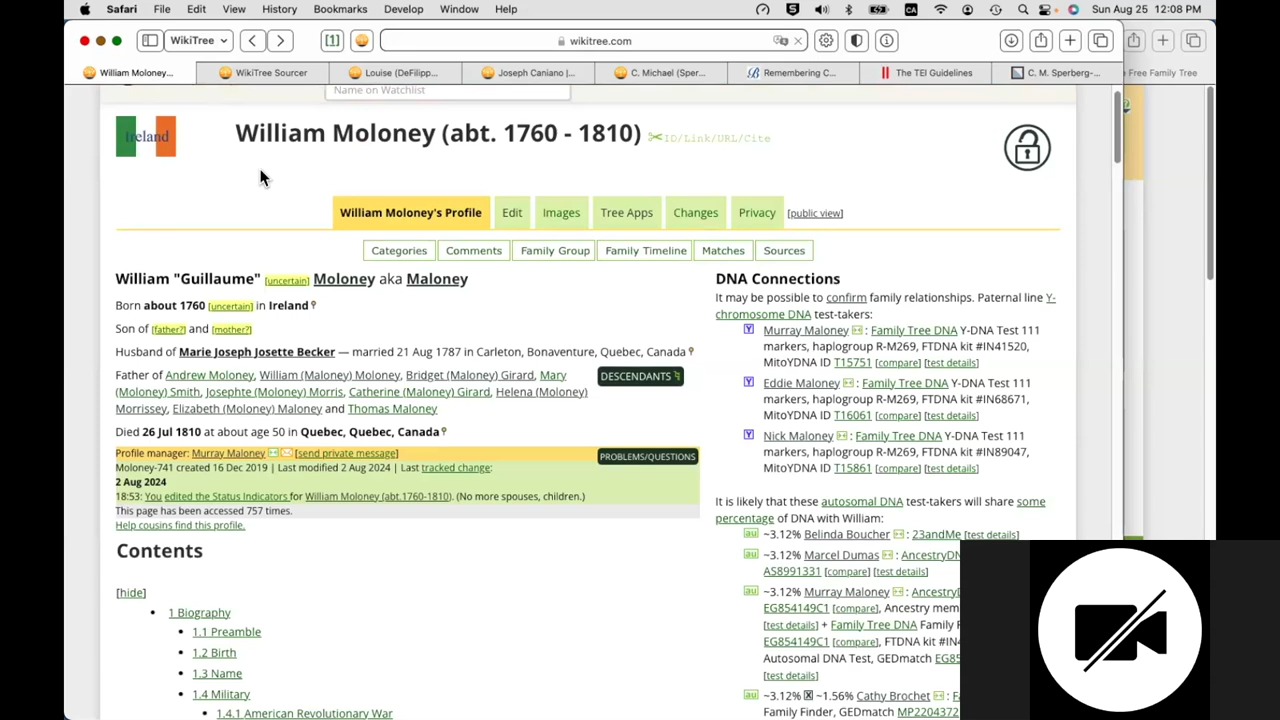 Safari File Edit View History Bookmarks Develop Window Help Sun Aug 25 12:08 PM
WikiTree wikitree.com
William Moloney... WikiTree Sourcer Louise (DeFilipp... Joseph Caniano |... C. Michael (Sper... Remembering C... The TEI Guidelines C. M. Sperberg-... Free Family Tree
Name on Watchlist
Ireland
William Moloney (abt. 1760 - 1810) ID/Link/URL/Cite
William Moloney's Profile Edit Images Tree Apps Changes Privacy [public view]
Categories Comments Family Group Family Timeline Matches Sources
William "Guillaume" [uncertain] Moloney aka Maloney
Born about 1760 [uncertain] in Ireland
Son of [father?] and [mother?]
Husband of Marie Joseph Josette Becker — married 21 Aug 1787 in Carleton, Bonaventure, Quebec, Canada
Father of Andrew Moloney, William (Maloney) Moloney, Bridget (Moloney) Girard, Mary
(Moloney) Smith, Josephte (Moloney) Morris, Catherine (Maloney) Girard, Helena (Moloney)
Morrissey, Elizabeth (Moloney) Maloney and Thomas Maloney
DESCENDANTS
Died 26 Jul 1810 at about age 50 in Quebec, Quebec, Canada
Profile manager: Murray Maloney [send private message]
PROBLEMS/QUESTIONS
Moloney-741 created 16 Dec 2019 | Last modified 2 Aug 2024 | Last tracked change:
2 Aug 2024
18:53: You edited the Status Indicators for William Moloney (abt.1760-1810). (No more spouses, children.)
This page has been accessed 757 times.
Help cousins find this profile.
Contents
[hide]
1 Biography
1.1 Preamble
1.2 Birth
1.3 Name
1.4 Military
1.4.1 American Revolutionary War
DNA Connections
It may be possible to confirm family relationships. Paternal line Y-
chromosome DNA test-takers:
Y Murray Maloney : Family Tree DNA Y-DNA Test 111
markers, haplogroup R-M269, FTDNA kit #IN41520,
MitoYDNA ID T15751 [compare] [test details]
Y Eddie Maloney : Family Tree DNA Y-DNA Test 111
markers, haplogroup R-M269, FTDNA kit #IN68671,
MitoYDNA ID T16061 [compare] [test details]
Y Nick Maloney : Family Tree DNA Y-DNA Test 111
markers, haplogroup R-M269, FTDNA kit #IN89047,
MitoYDNA ID T15861 [compare] [test details]
It is likely that these autosomal DNA test-takers will share some
percentage of DNA with William:
au ~3.12% Belinda Boucher : 23andMe [test details]
au ~3.12% Marcel Dumas : AncestryDN
AS8991331 [compare] [test details]
au ~3.12% Murray Maloney : Ancestry
EG854149C1 [compare], Ancestry mem
[test details] + Family Tree DNA Family F
EG854149C1 [compare], FTDNA kit #IN4
Autosomal DNA Test, GEDmatch EG85
[test details]
au ~3.12% X ~1.56% Cathy Brochet : Fa
Family Finder, GEDmatch MP2204372